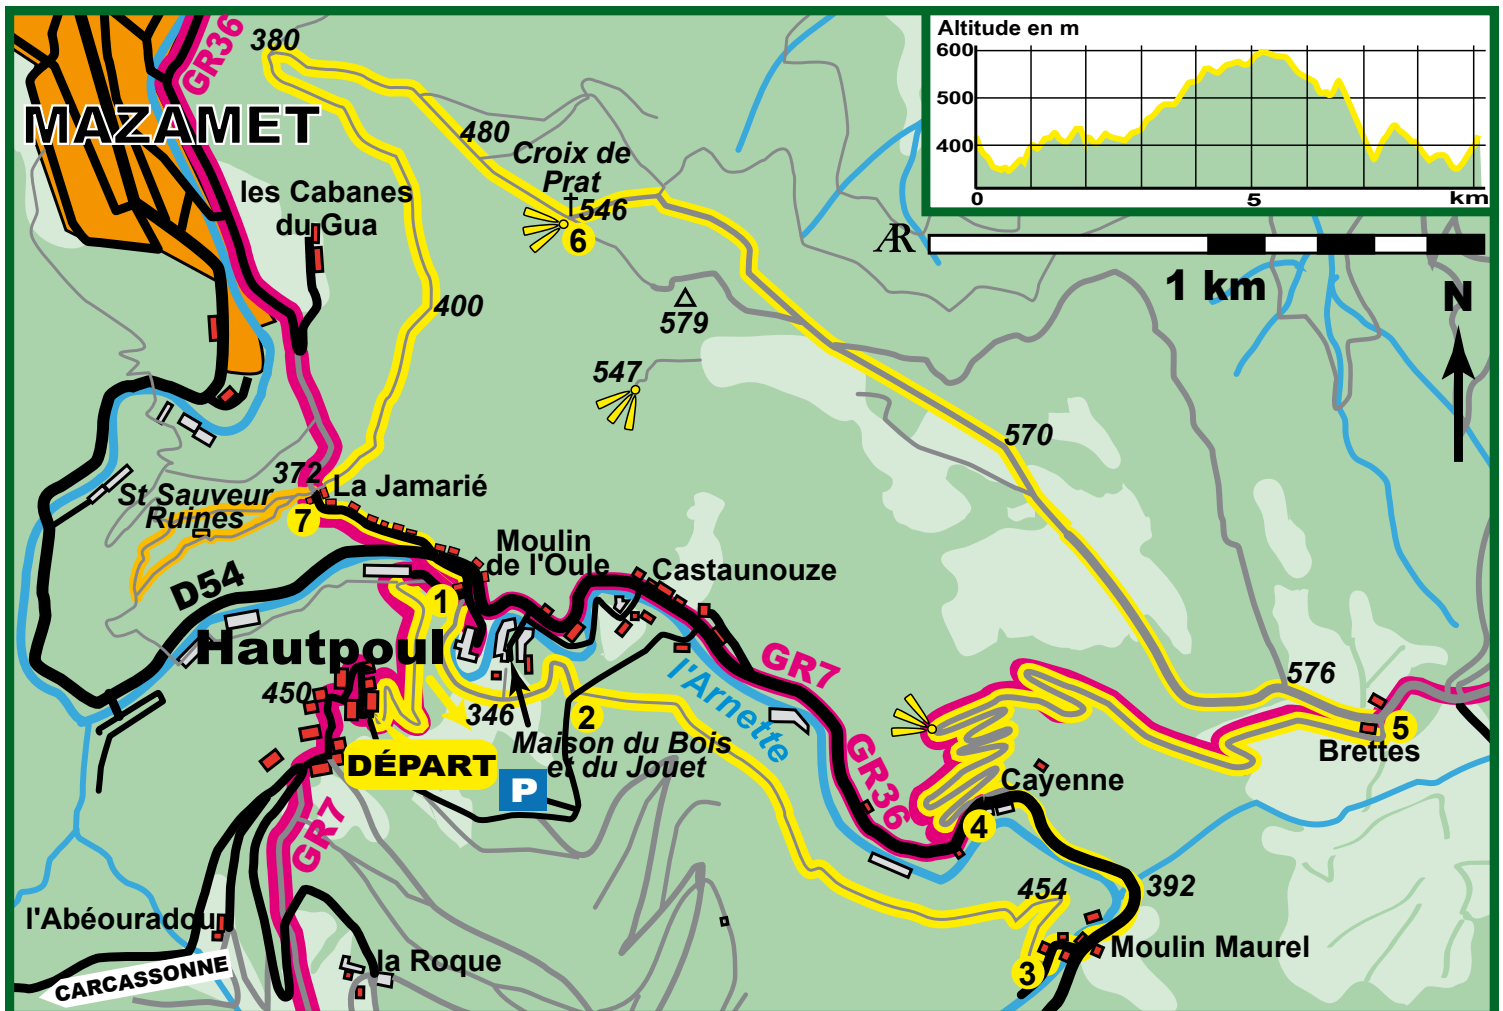 380
GR36
MAZAMET
480
Croix de
Prat
546
6
les Cabanes
du Gua
400
579
547
570
Altitude en m
600
500
400
0
5
km
AR
1 km
N
372
La Jamarié
St Sauveur
Ruines
7
D54
Moulin
de l'Oule
Castaunouze
1
Hautpoul
450
346
2
Maison du Bois
et du Jouet
DÉPART
P
l'Arnette
GR7
GR36
576
5
Brettes
Cayenne
4
454
392
3
Moulin Maurel
GR7
l'Abéouradou
la Roque
CARCASSONNE